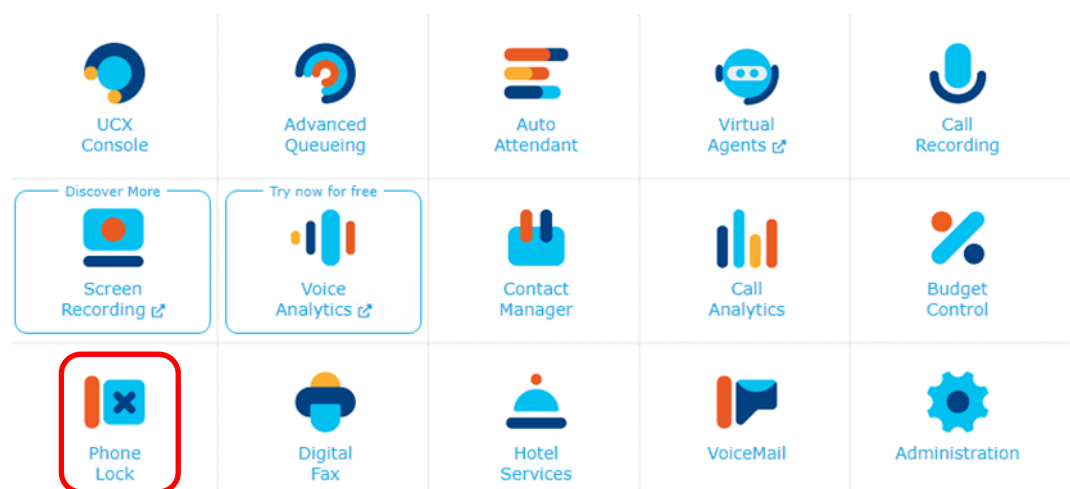 UCX
Console
Advanced
Queueing
Auto
Attendant
Virtual
Agents
Call
Recording
Discover More
Screen
Recording
Try now for free
Voice
Analytics
Contact
Manager
Call
Analytics
Budget
Control
Phone
Lock
Digital
Fax
Hotel
Services
VoiceMail
Administration